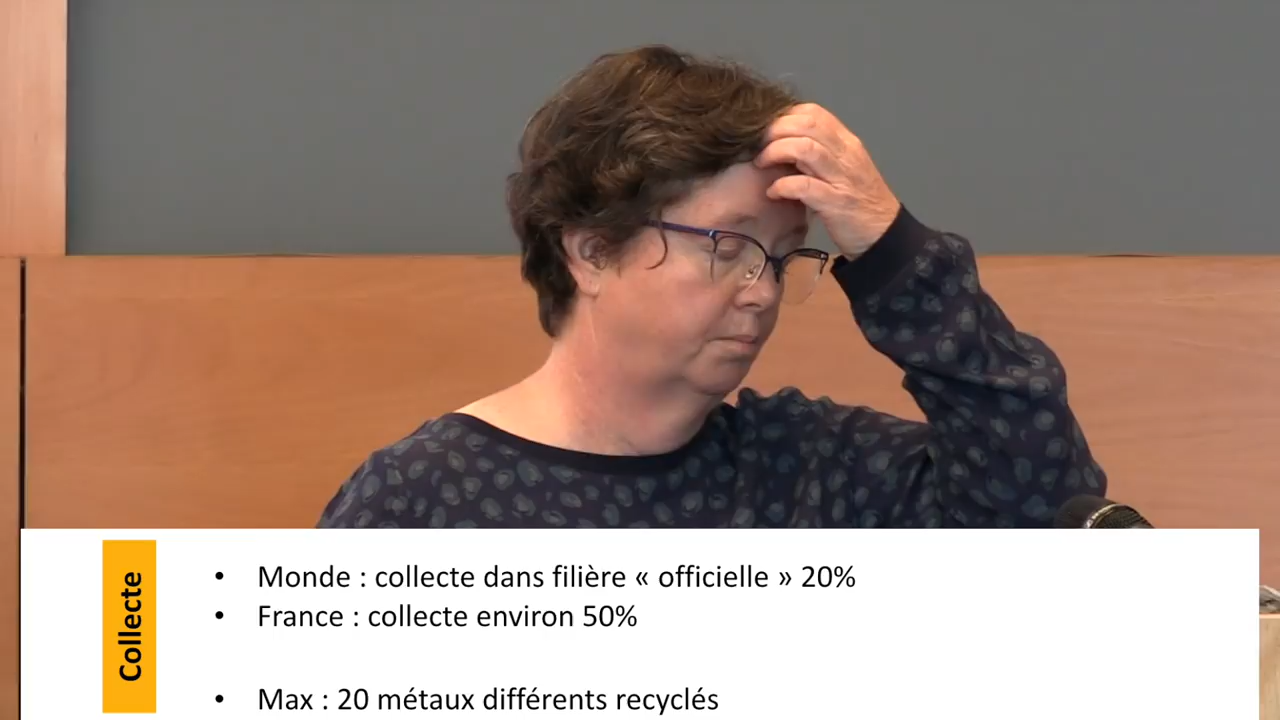 Collecte
• Monde : collecte dans filière « officielle » 20%
• France : collecte environ 50%
• Max : 20 métaux différents recyclés